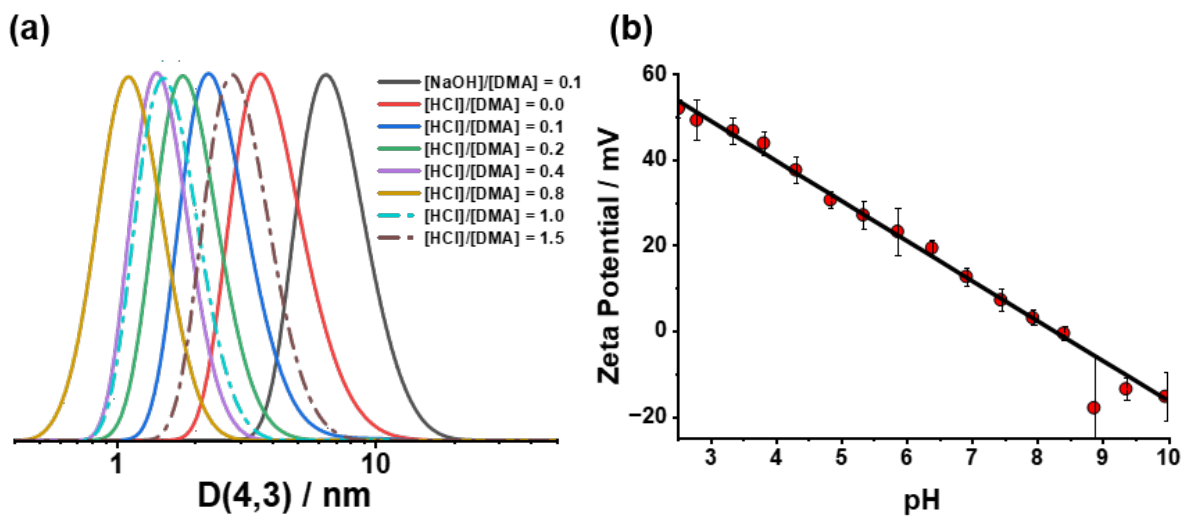 (a)
[NaOH]/[DMA] = 0.1
[HCl]/[DMA] = 0.0
[HCl]/[DMA] = 0.1
[HCl]/[DMA] = 0.2
[HCl]/[DMA] = 0.4
[HCl]/[DMA] = 0.8
[HCl]/[DMA] = 1.0
[HCl]/[DMA] = 1.5
1 10
D(4,3) / nm
(b)
Zeta Potential / mV
60
40
20
0
−20
3 4 5 6 7 8 9 10
pH